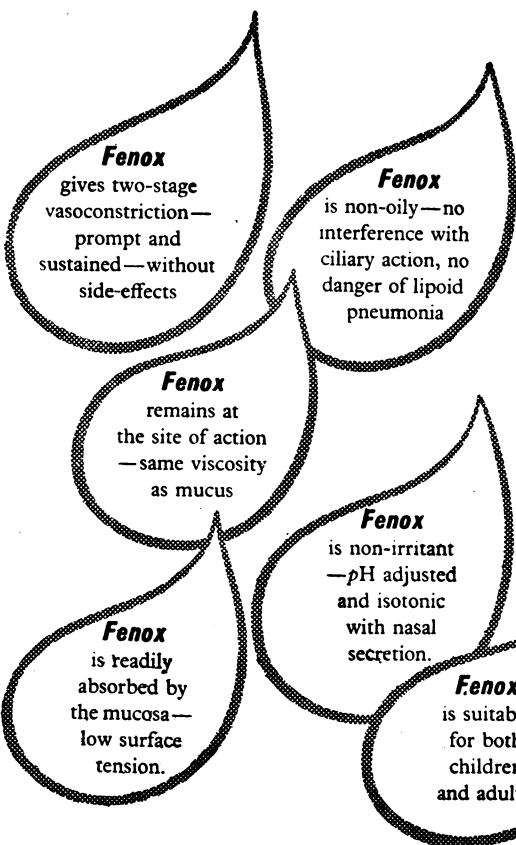 Fenox
gives two-stage
vasoconstriction—
prompt and
sustained—without
side-effects
Fenox
is non-oily—no
interference with
ciliary action, no
danger of lipoid
pneumonia
Fenox
remains at
the site of action
—same viscosity
as mucus
Fenox
is non-irritant
—pH adjusted
and isotonic
with nasal
secretion.
Fenox
is readily
absorbed by
the mucosa—
low surface
tension.
Fenox
is
for
and